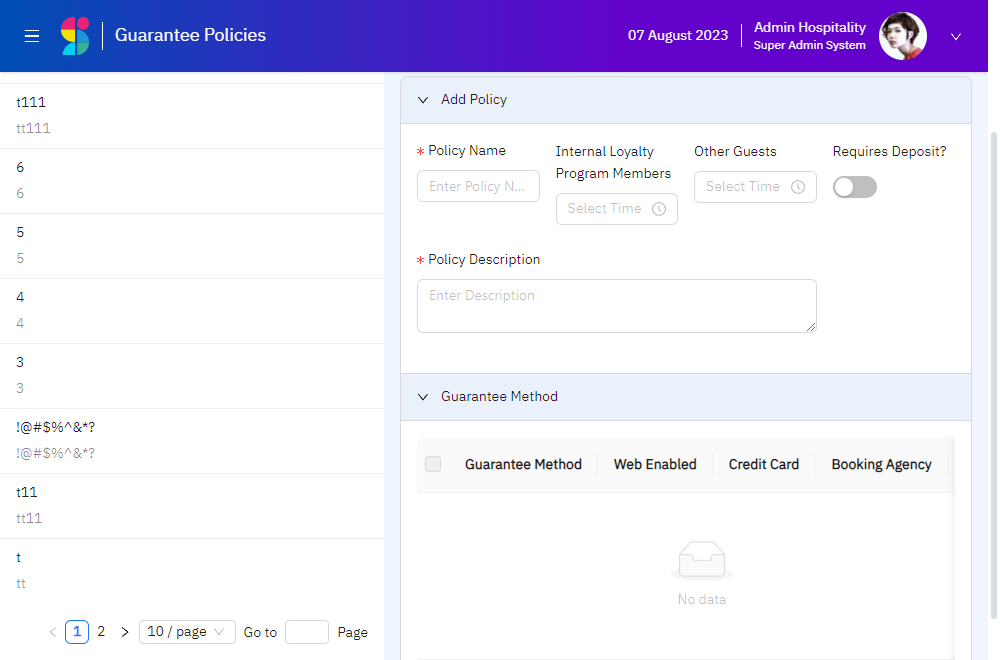 Guarantee Policies
07 August 2023
Admin Hospitality
Super Admin System
t111
tt111
6
6
5
5
4
4
3
3
!@#$%^&*?
!@#$%^&*?
t11
tt11
t
tt
1 2 10 / page Go to Page
Add Policy
* Policy Name
Enter Policy N...
Internal Loyalty
Program Members
Select Time
Other Guests
Select Time
Requires Deposit?
* Policy Description
Enter Description
Guarantee Method
Guarantee Method Web Enabled Credit Card Booking Agency
No data